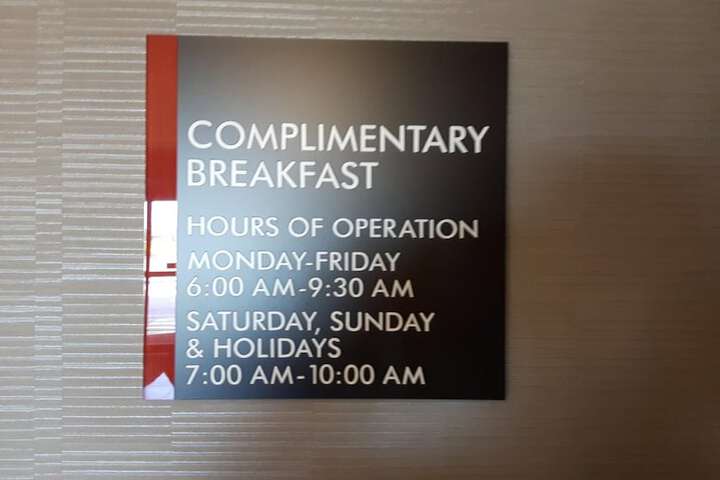 COMPLIMENTARY
BREAKFAST
HOURS OF OPERATION
MONDAY-FRIDAY
6:00 AM-9:30 AM
SATURDAY, SUNDAY
& HOLIDAYS
7:00 AM-10:00 AM